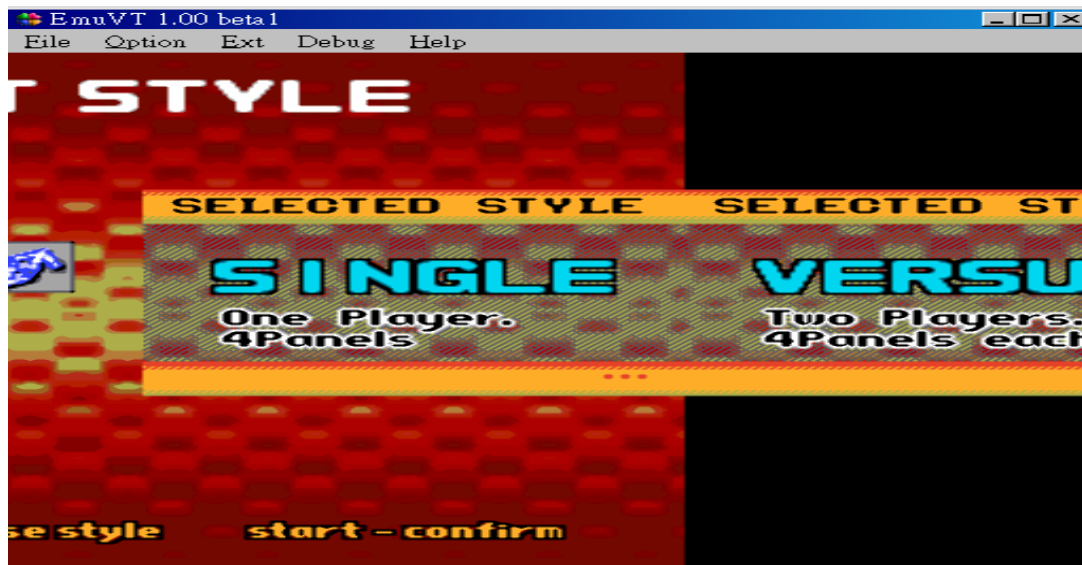 EmuVT 1.00 beta1
File Option Ext Debug Help
T STYLE
SELECTED STYLE SELECTED ST
SINGLE VERSU
One Player. Two Players.
4Panels 4Panels each
se style start-confirm